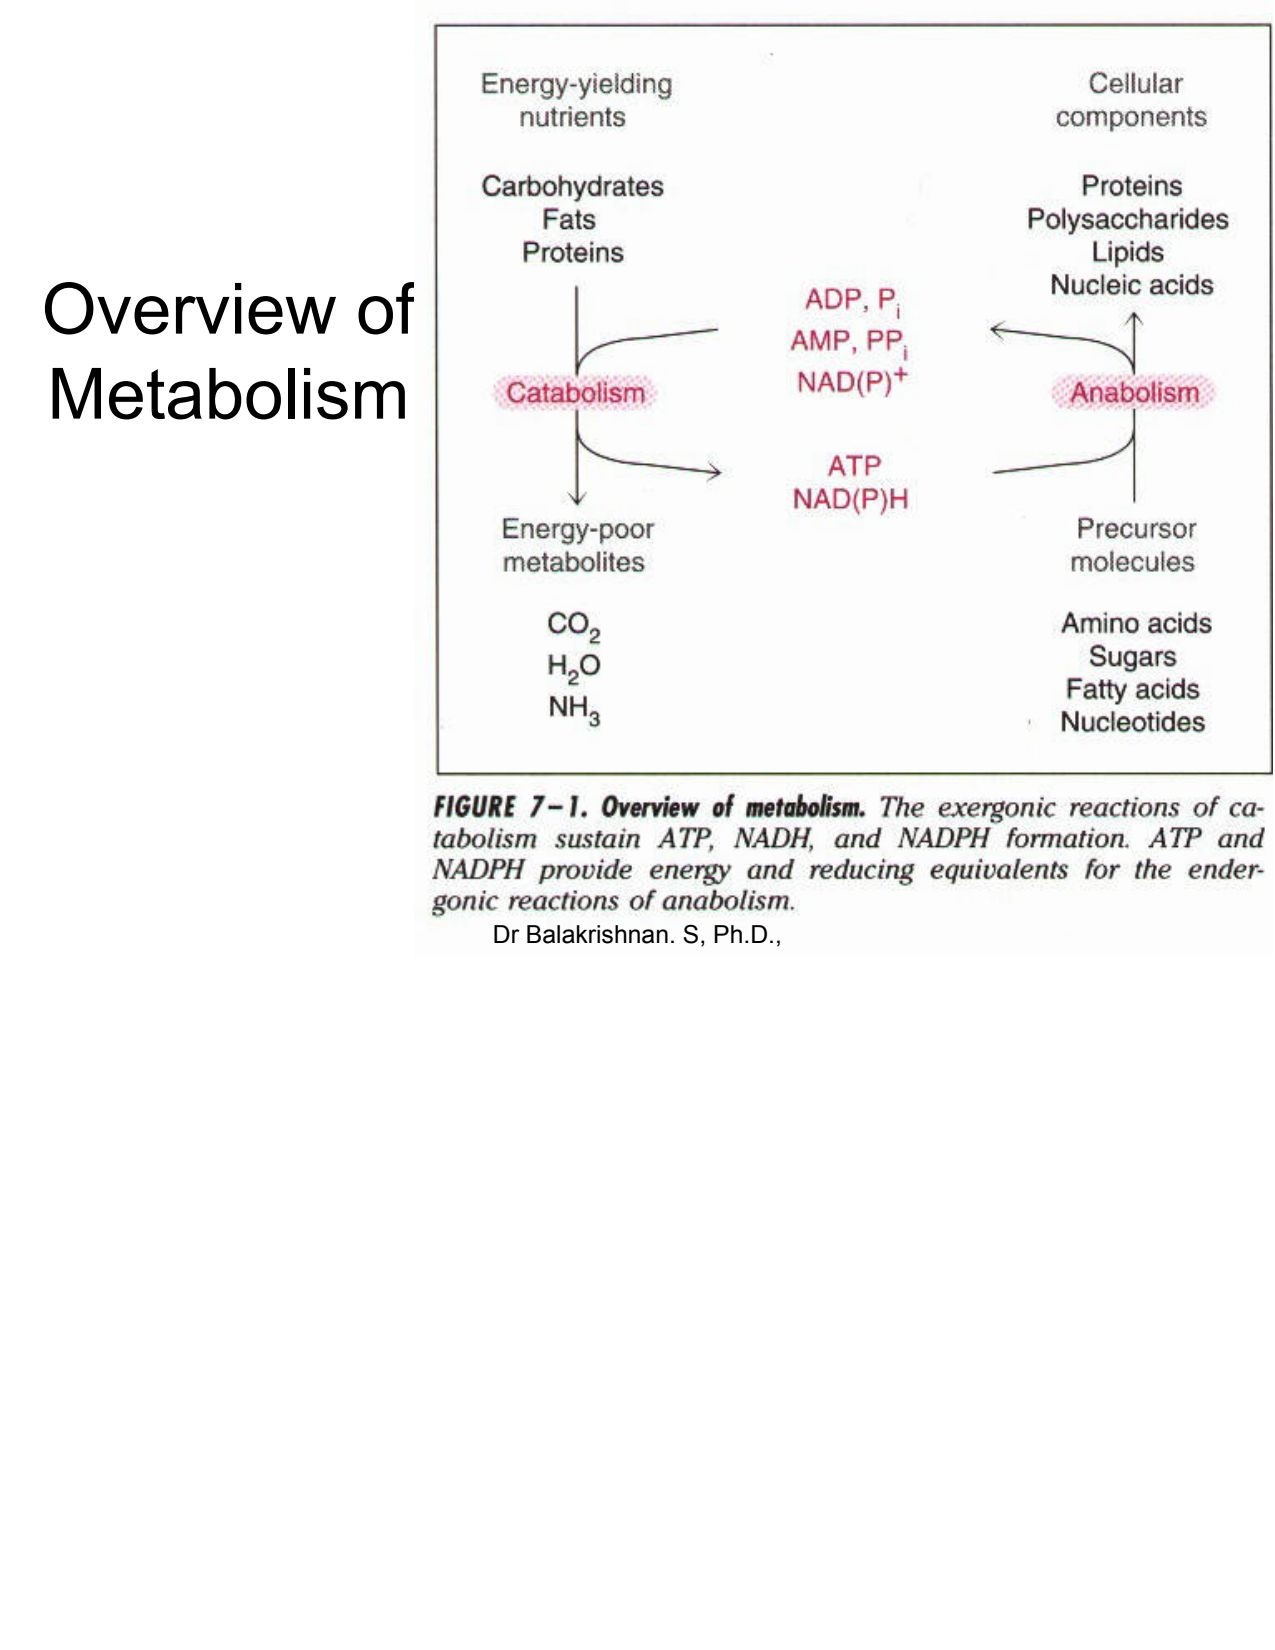 Overview of
Metabolism
Energy-yielding
nutrients
Carbohydrates
Fats
Proteins
Catabolism
Energy-poor
metabolites
CO₂
H₂O
NH₃
ADP, Pᵢ
AMP, PPᵢ
NAD(P)⁺
ATP
NAD(P)H
Cellular
components
Proteins
Polysaccharides
Lipids
Nucleic acids
Anabolism
Precursor
molecules
Amino acids
Sugars
Fatty acids
Nucleotides
FIGURE 7–1. Overview of metabolism. The exergonic reactions of ca-
tabolism sustain ATP, NADH, and NADPH formation. ATP and
NADPH provide energy and reducing equivalents for the ender-
gonic reactions of anabolism.
Dr Balakrishnan. S, Ph.D.,